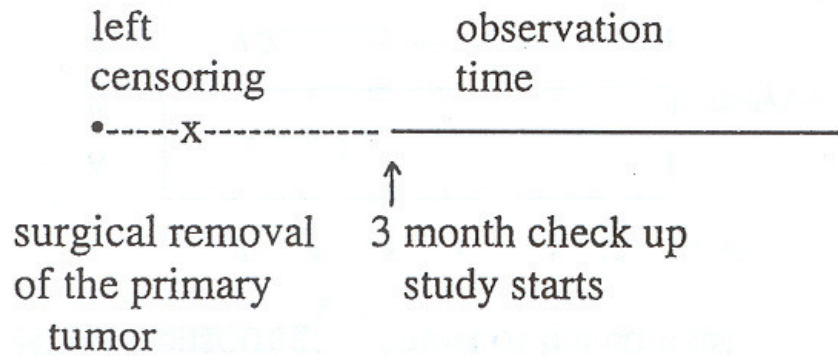 left
censoring
observation
time
x
surgical removal
of the primary
tumor
3 month check up
study starts